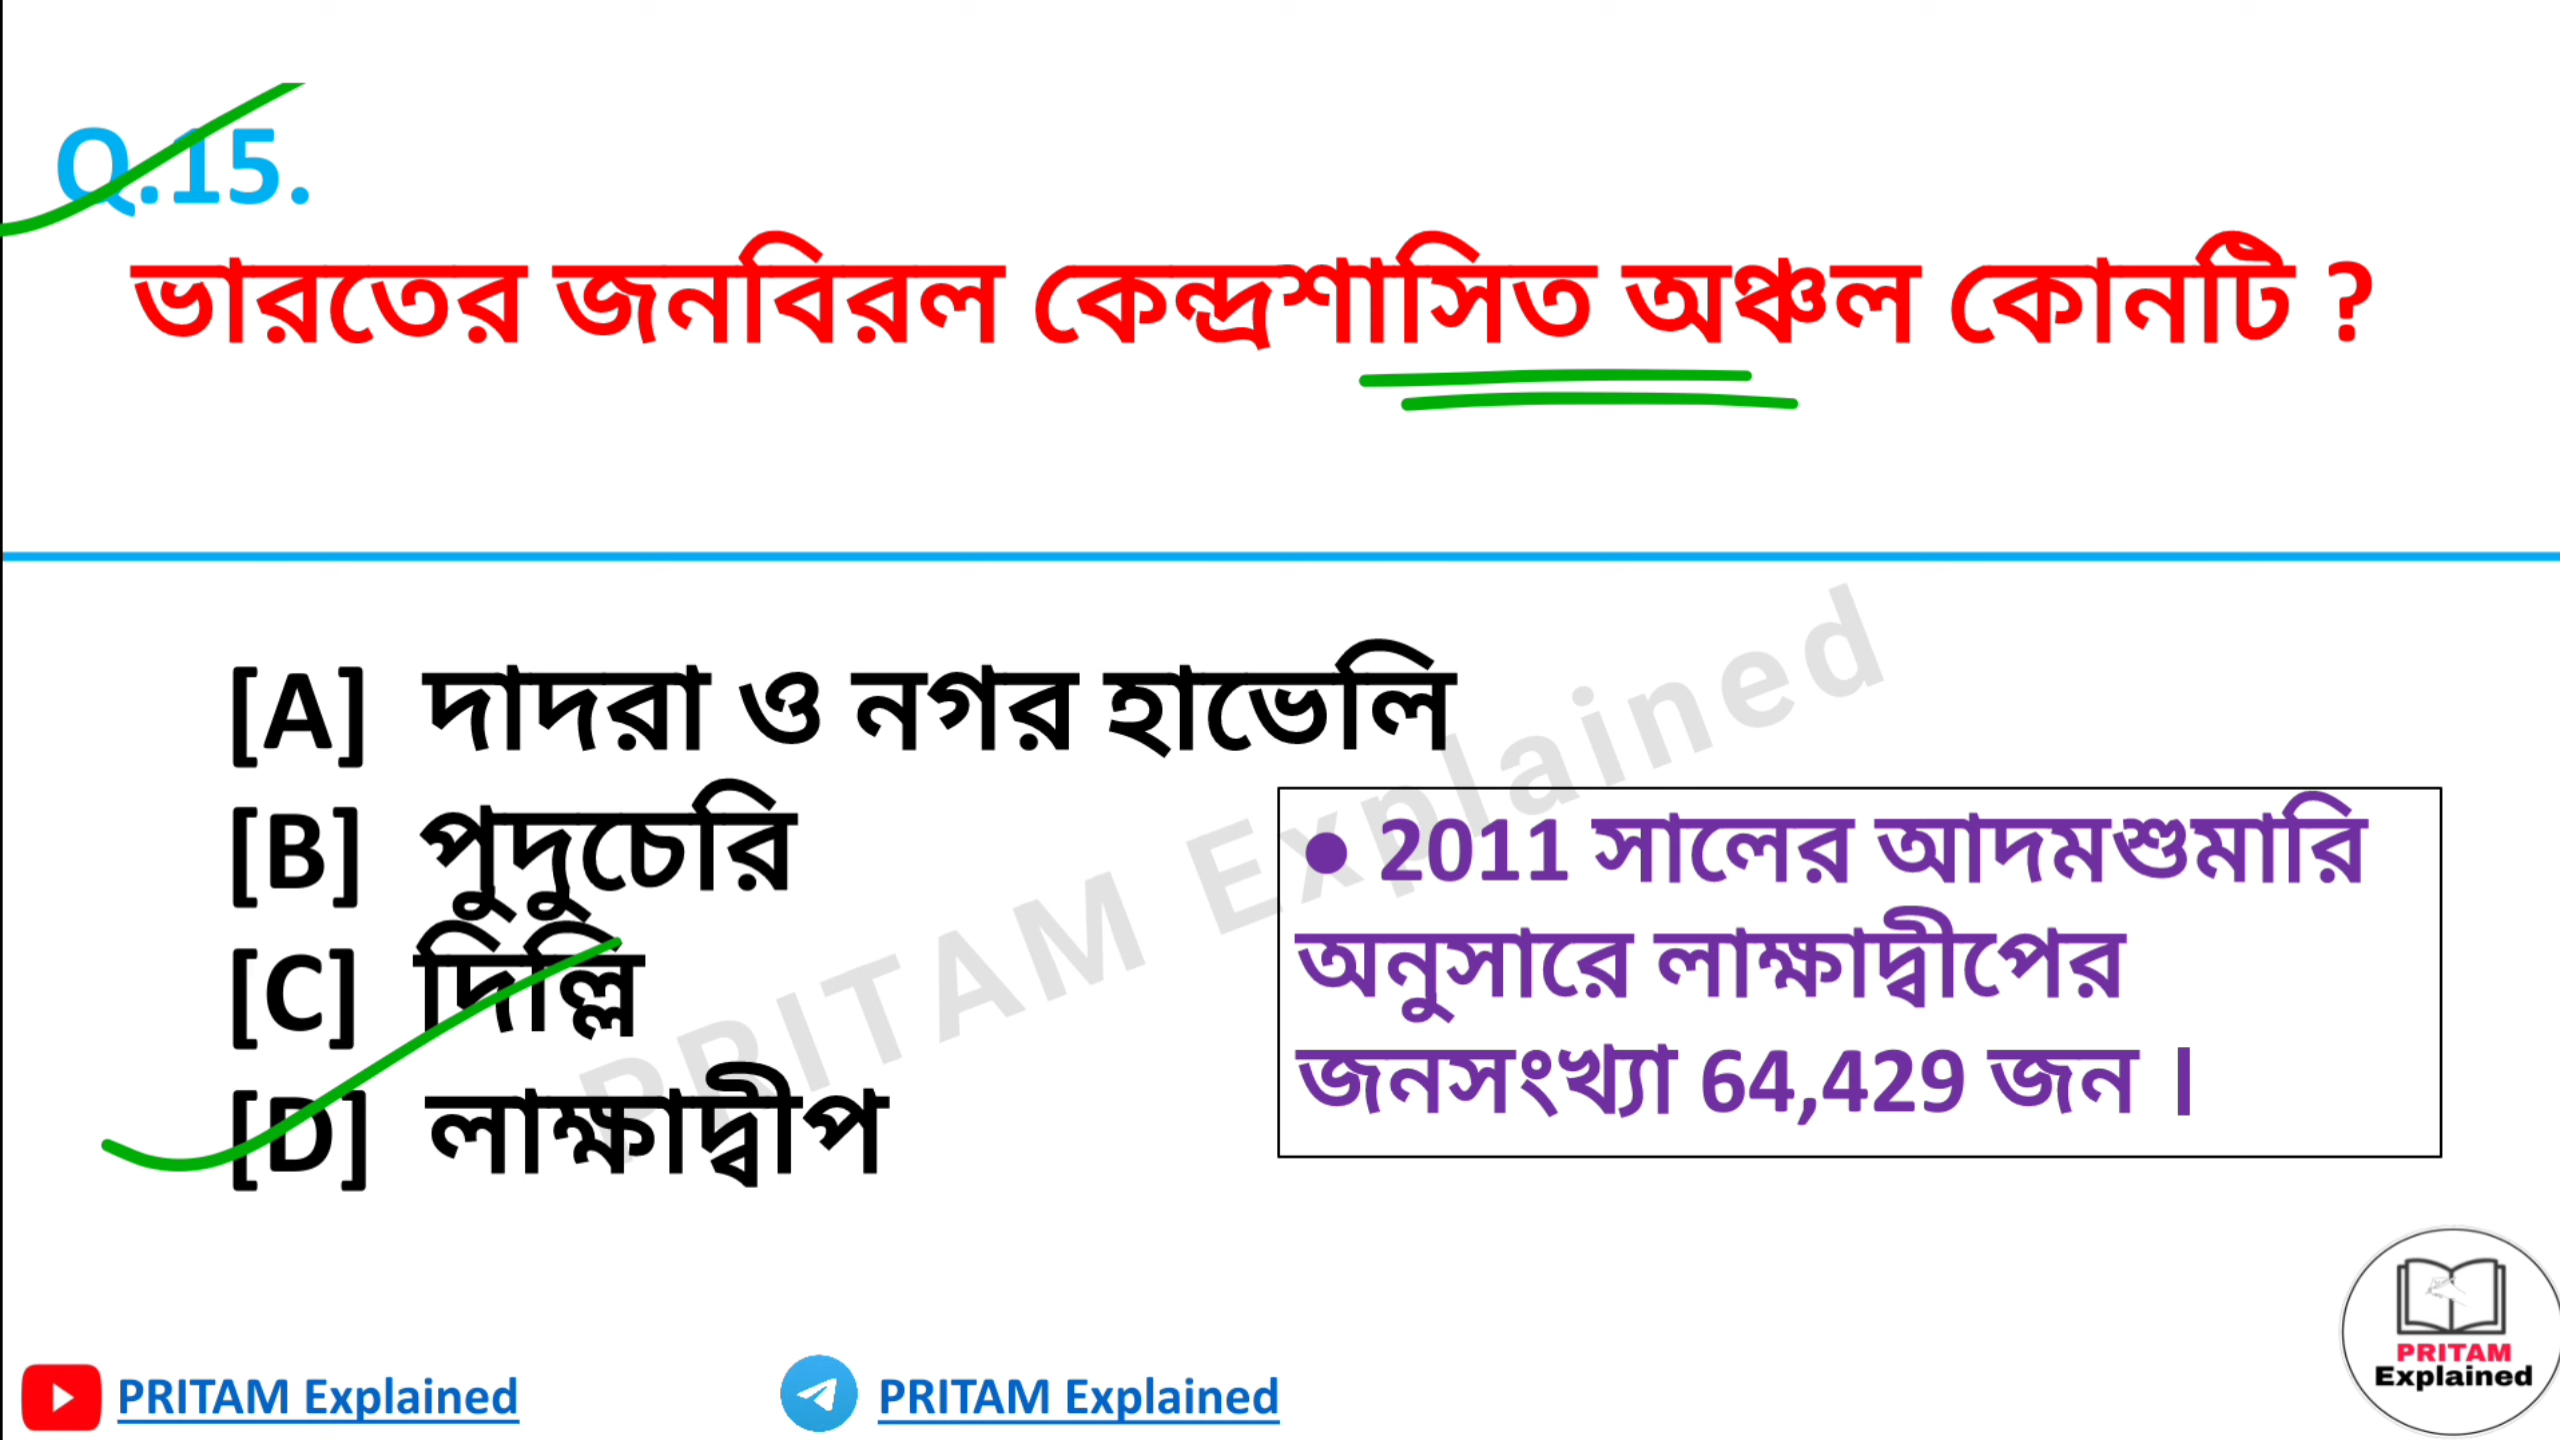 Q.15.
ভারতের জনবিরল কেন্দ্রশাসিত অঞ্চল কোনটি ?
[A] দাদরা ও নগর হাভেলি
[B] পুদুচেরি
[C] দিল্লি
[D] লাক্ষাদ্বীপ
● 2011 সালের আদমশুমারি
অনুসারে লাক্ষাদ্বীপের
জনসংখ্যা 64,429 জন ।
PRITAM Explained
PRITAM Explained
PRITAM Explained
PRITAM
Explained